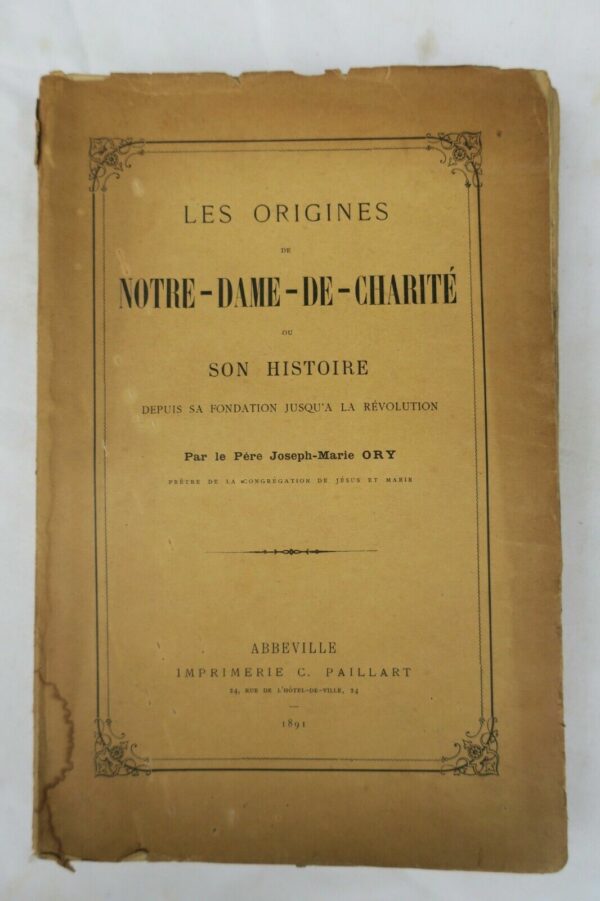 LES ORIGINES
DE
NOTRE-DAME-DE-CHARITÉ
OU
SON HISTOIRE
DEPUIS SA FONDATION JUSQU'A LA RÉVOLUTION
Par le Père Joseph-Marie ORY
PRÊTRE DE LA CONGRÉGATION DE JÉSUS ET MARIE
ABBEVILLE
IMPRIMERIE C. PAILLART
24, RUE DE L'HÔTEL-DE-VILLE, 24
1891